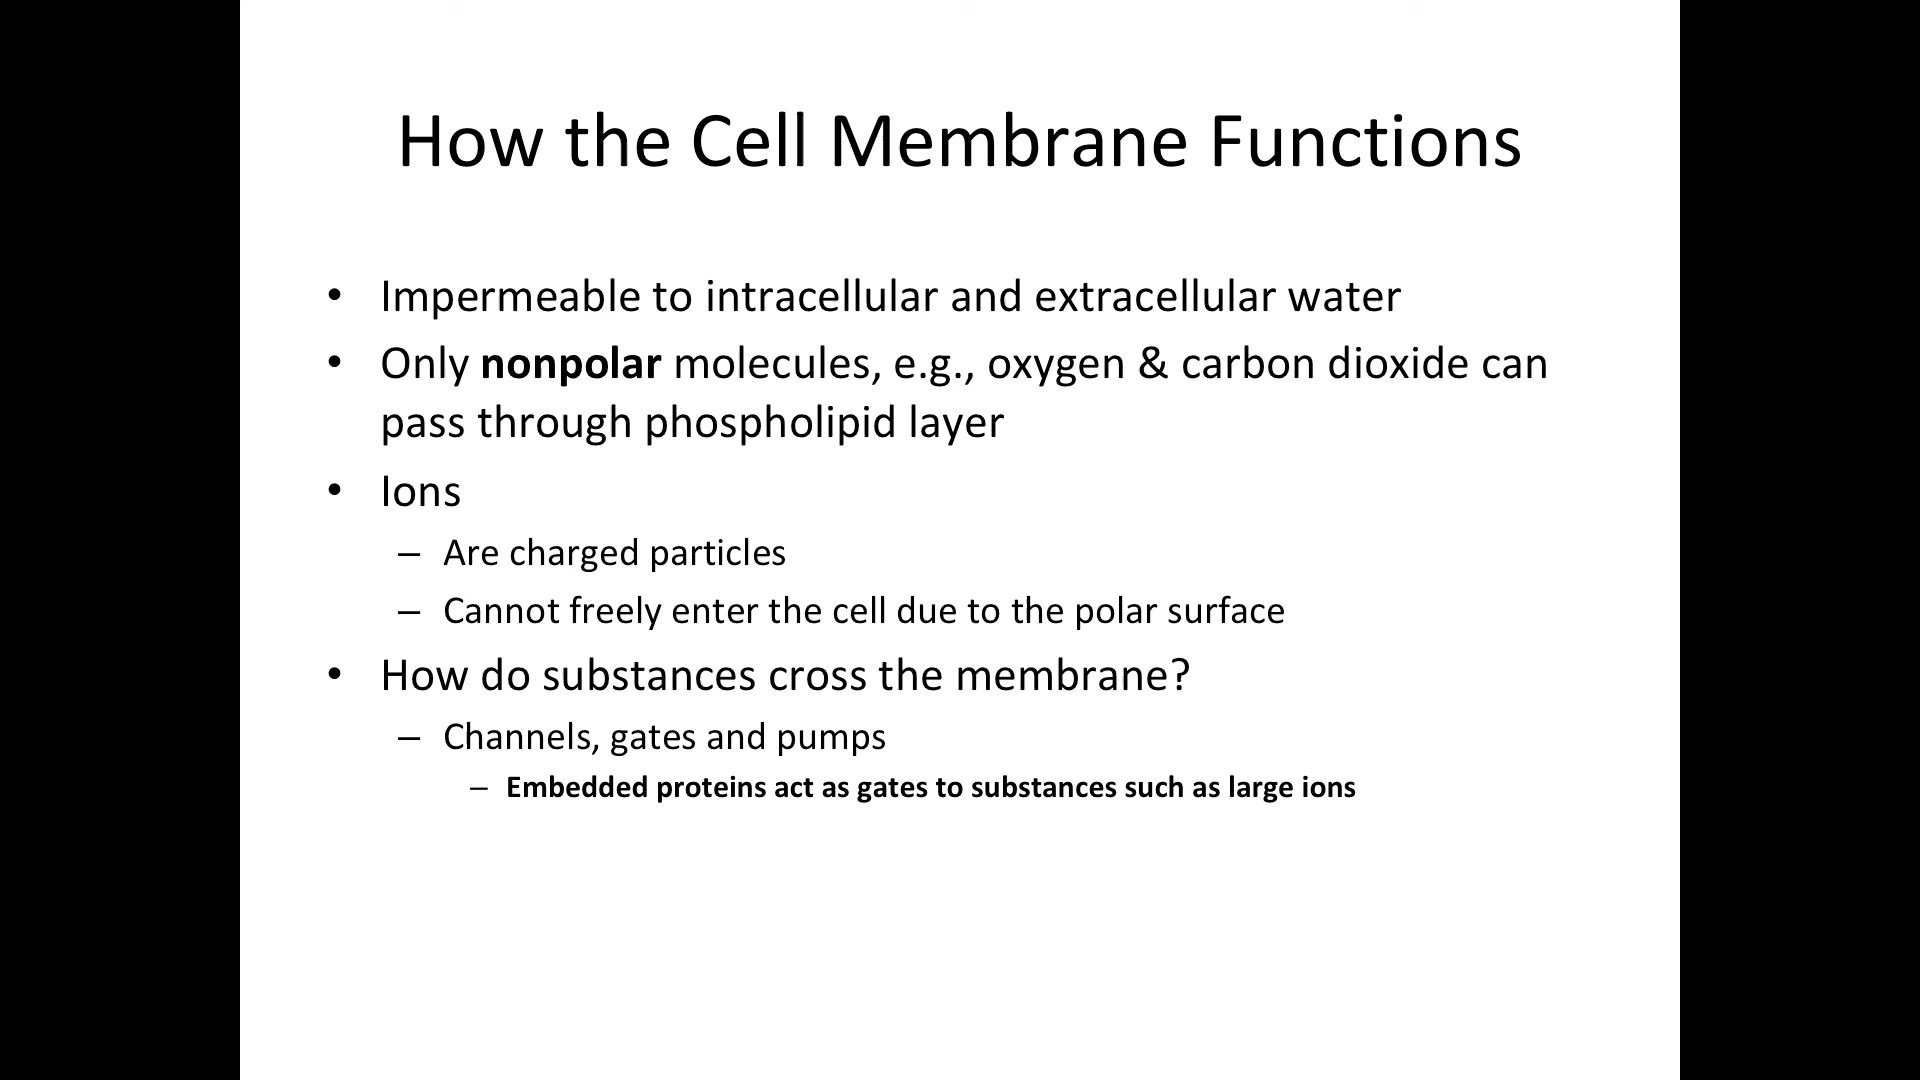 How the Cell Membrane Functions
• Impermeable to intracellular and extracellular water
• Only nonpolar molecules, e.g., oxygen & carbon dioxide can
pass through phospholipid layer
• Ions
– Are charged particles
– Cannot freely enter the cell due to the polar surface
• How do substances cross the membrane?
– Channels, gates and pumps
– Embedded proteins act as gates to substances such as large ions